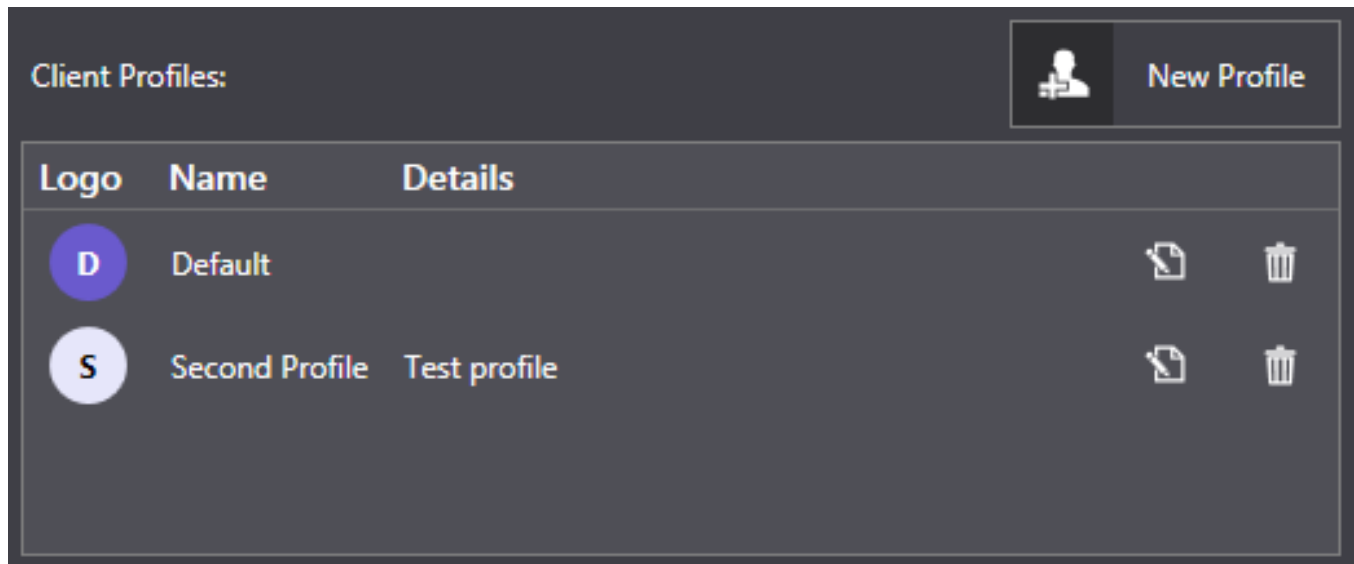 Client Profiles:
New Profile
Logo Name Details
D Default
S Second Profile Test profile